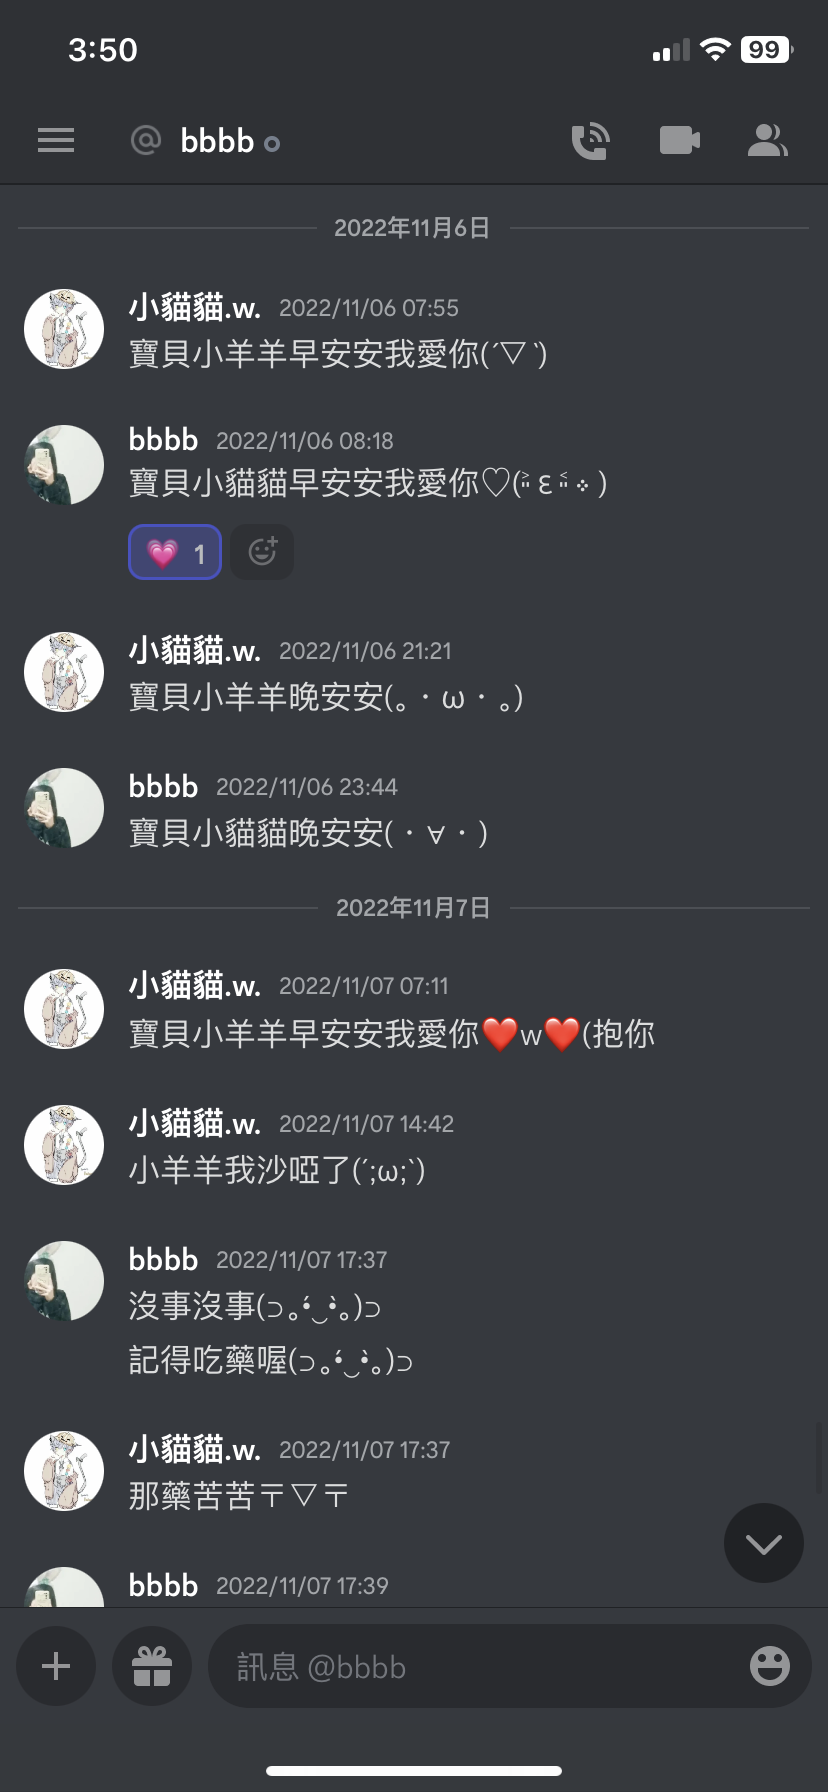 3:50
99
@ bbbb
2022年11月6日
小貓貓.w. 2022/11/06 07:55
寶貝小羊羊早安安我愛你(´▽`)
bbbb 2022/11/06 08:18
寶貝小貓貓早安安我愛你♡(ᵔ̈ ε ᵔ̈ ༶ )
1
小貓貓.w. 2022/11/06 21:21
寶貝小羊羊晚安安(｡・ω・｡)
bbbb 2022/11/06 23:44
寶貝小貓貓晚安安(・∀・)
2022年11月7日
小貓貓.w. 2022/11/07 07:11
寶貝小羊羊早安安我愛你❤️w❤️(抱你
小貓貓.w. 2022/11/07 14:42
小羊羊我沙啞了(´;ω;`)
bbbb 2022/11/07 17:37
沒事沒事(⊃｡•́‿•̀｡)⊃
記得吃藥喔(⊃｡•́‿•̀｡)⊃
小貓貓.w. 2022/11/07 17:37
那藥苦苦〒▽〒
bbbb 2022/11/07 17:39
訊息 @bbbb